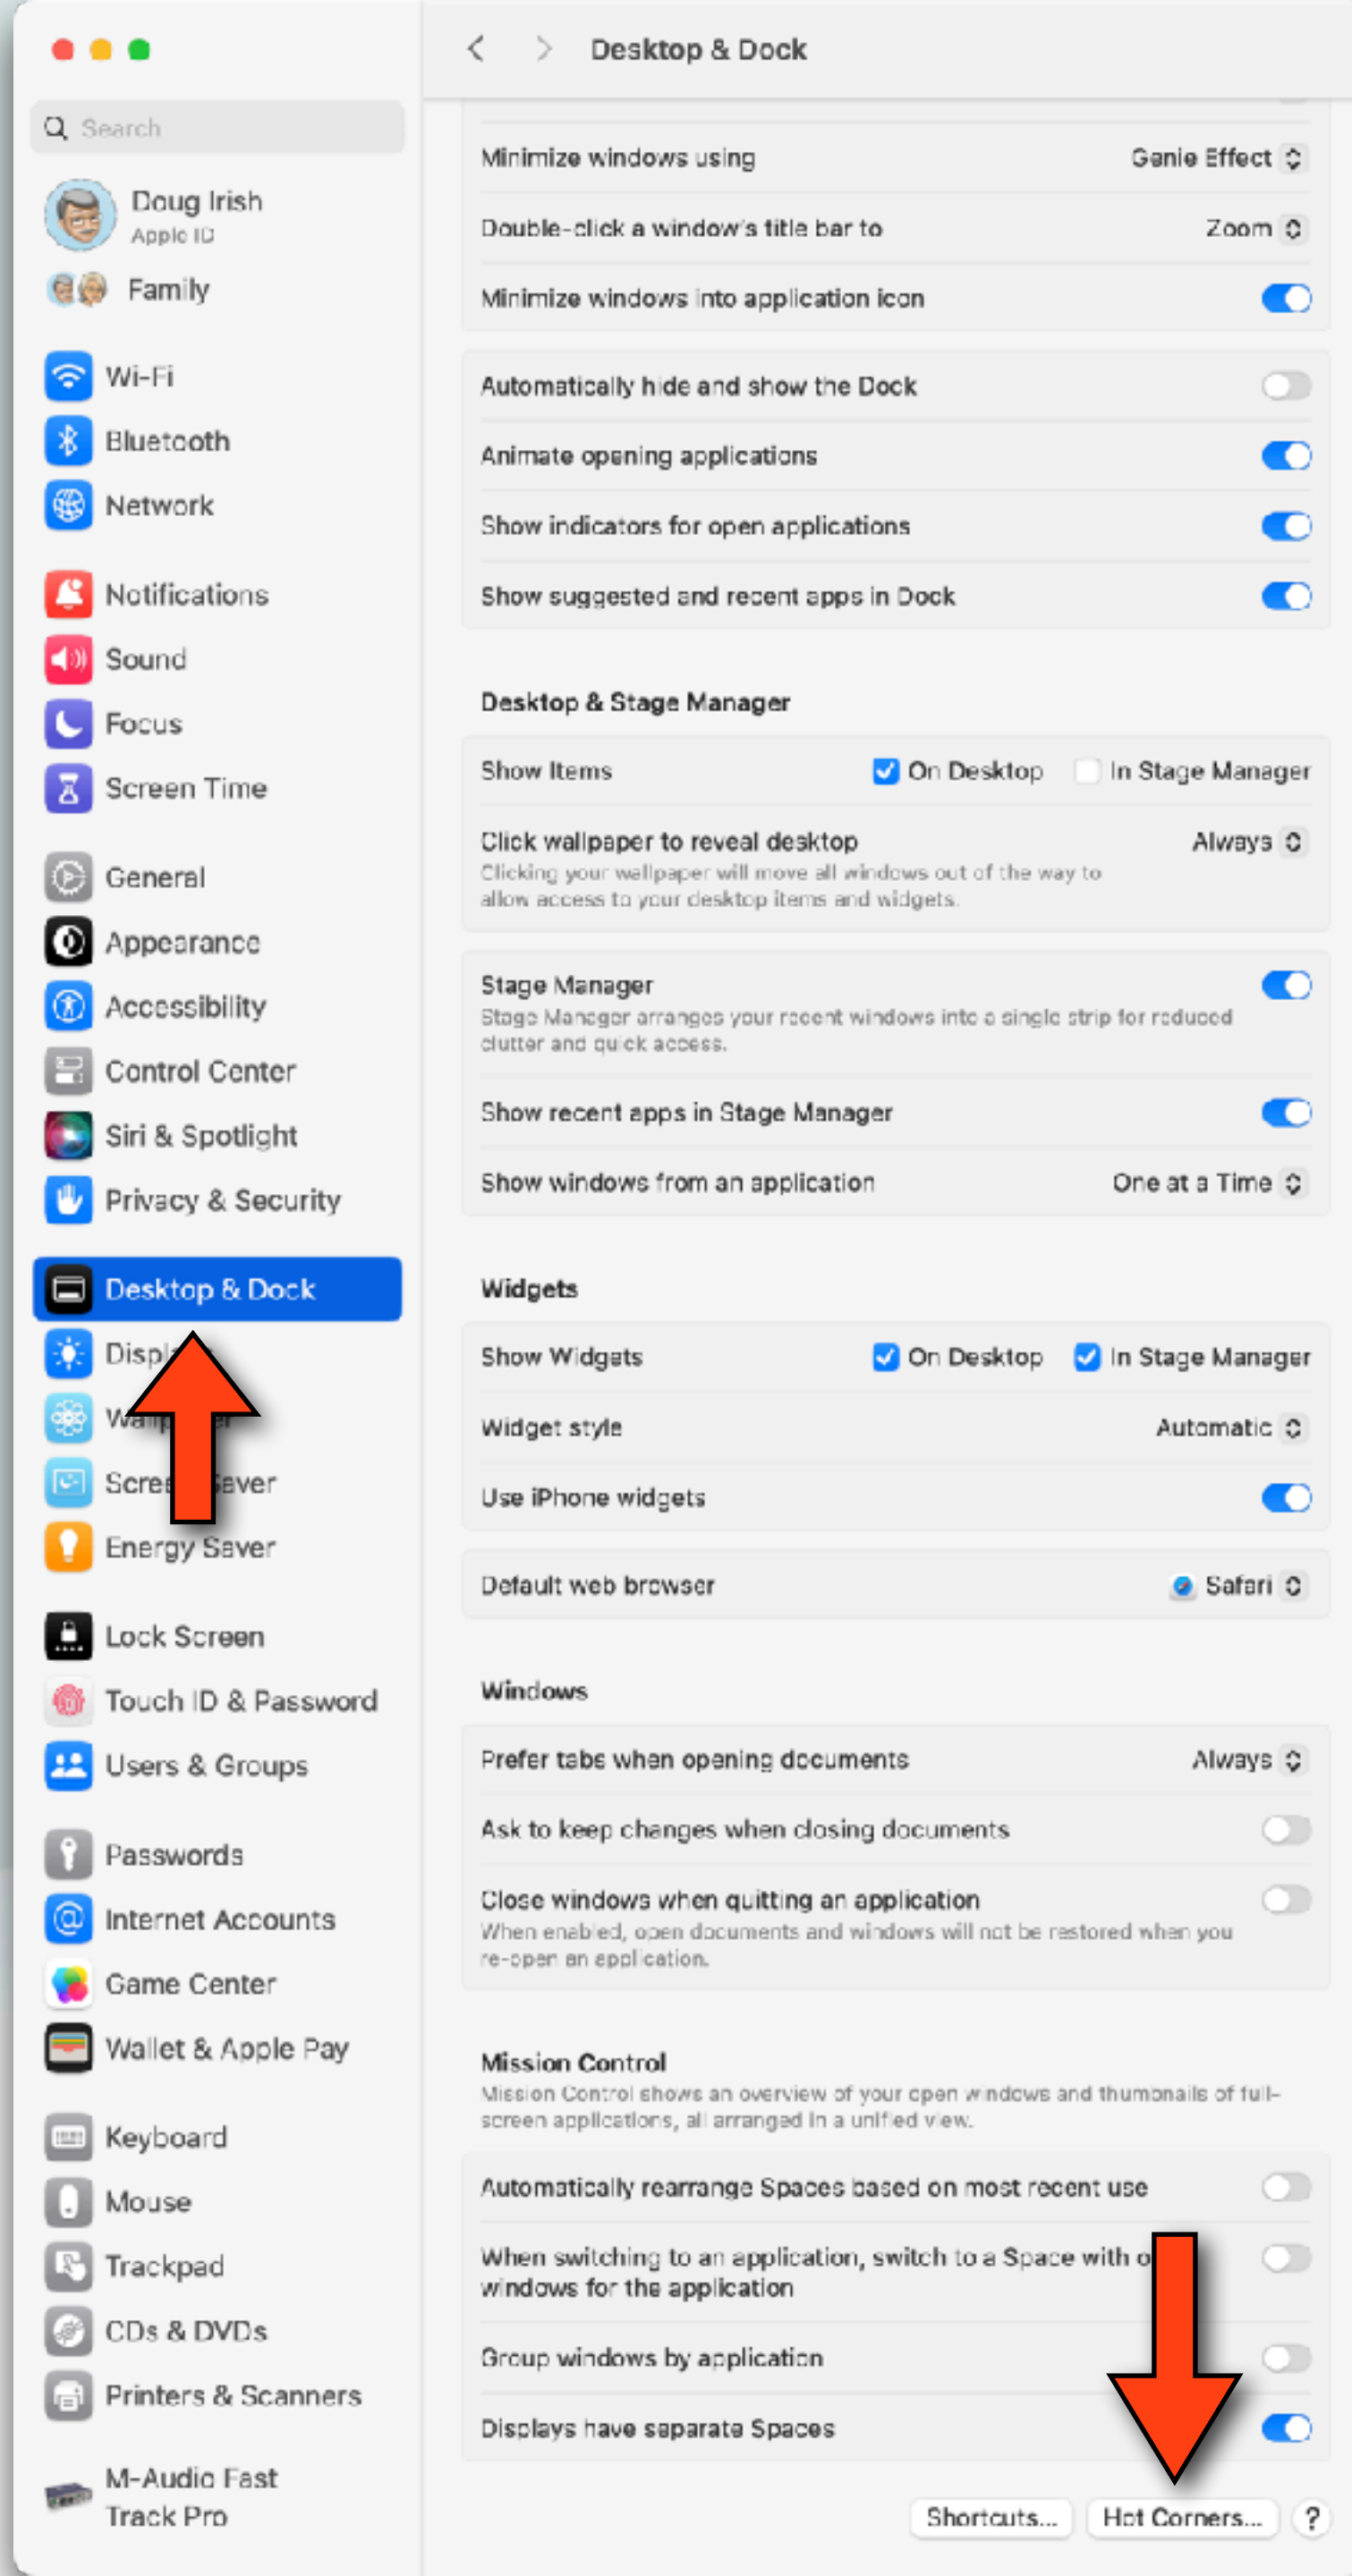 Desktop & Dock
Search
Doug Irish
Apple ID
Family
Wi-Fi
Bluetooth
Network
Notifications
Sound
Focus
Screen Time
General
Appearance
Accessibility
Control Center
Siri & Spotlight
Privacy & Security
Desktop & Dock
Energy Saver
Lock Screen
Touch ID & Password
Users & Groups
Passwords
Internet Accounts
Game Center
Wallet & Apple Pay
Keyboard
Mouse
Trackpad
CDs & DVDs
Printers & Scanners
M-Audio Fast
Track Pro
Minimize windows using Genie Effect
Double-click a window's title bar to Zoom
Minimize windows into application icon
Automatically hide and show the Dock
Animate opening applications
Show indicators for open applications
Show suggested and recent apps in Dock
Desktop & Stage Manager
Show Items On Desktop In Stage Manager
Click wallpaper to reveal desktop Always
Clicking your wallpaper will move all windows out of the way to
allow access to your desktop items and widgets.
Stage Manager
Stage Manager arranges your recent windows into a single strip for reduced
clutter and quick access.
Show recent apps in Stage Manager
Show windows from an application One at a Time
Widgets
Show Widgets On Desktop In Stage Manager
Widget style Automatic
Use iPhone widgets
Default web browser Safari
Windows
Prefer tabs when opening documents Always
Ask to keep changes when closing documents
Close windows when quitting an application
When enabled, open documents and windows will not be restored when you
re-open an application.
Mission Control
Mission Control shows an overview of your open windows and thumbnails of full-
screen applications, all arranged in a unified view.
Automatically rearrange Spaces based on most recent use
When switching to an application, switch to a Space with
windows for the application
Group windows by application
Displays have separate Spaces
Shortcuts... Hot Corners... ?